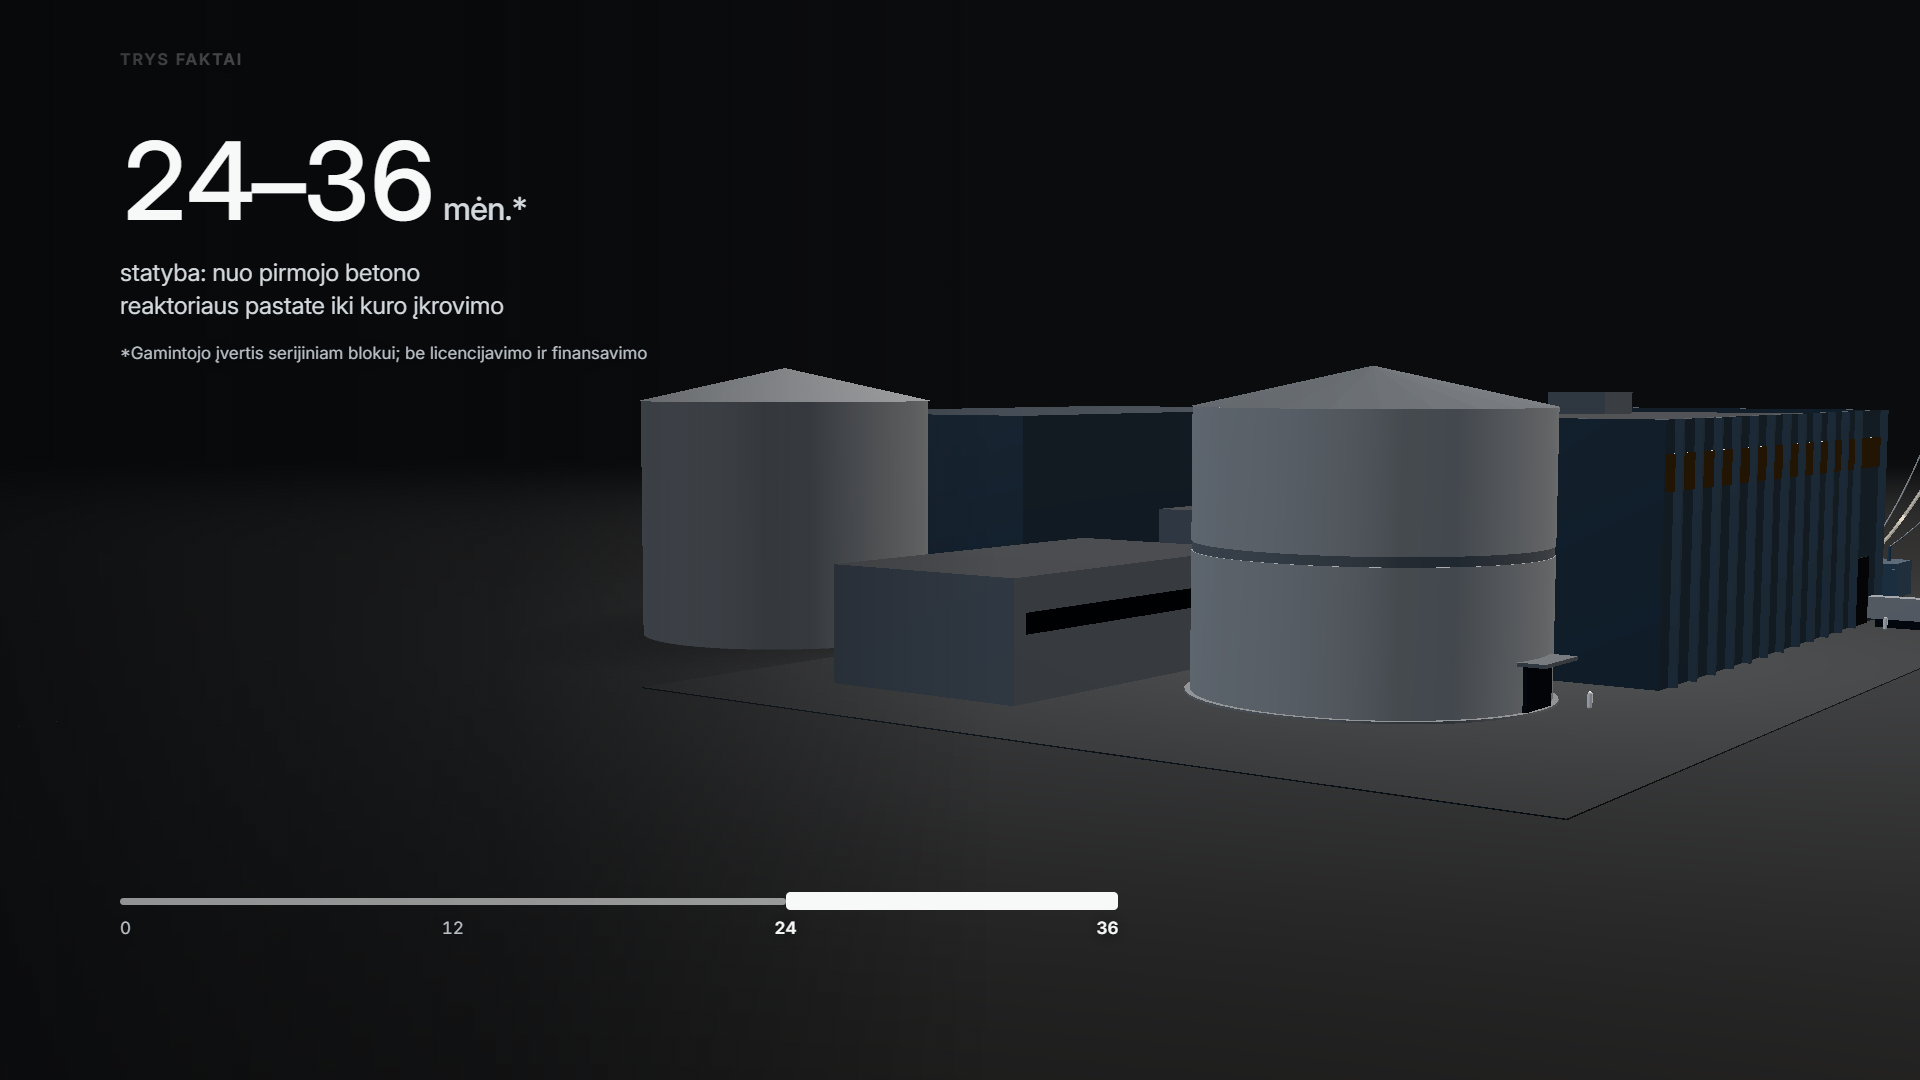 TRYS FAKTAI
24–36 mėn.*
statyba: nuo pirmojo betono
reaktoriaus pastate iki kuro įkrovimo
*Gamintojo įvertis serijiniam blokui; be licencijavimo ir finansavimo
0 12 24 36